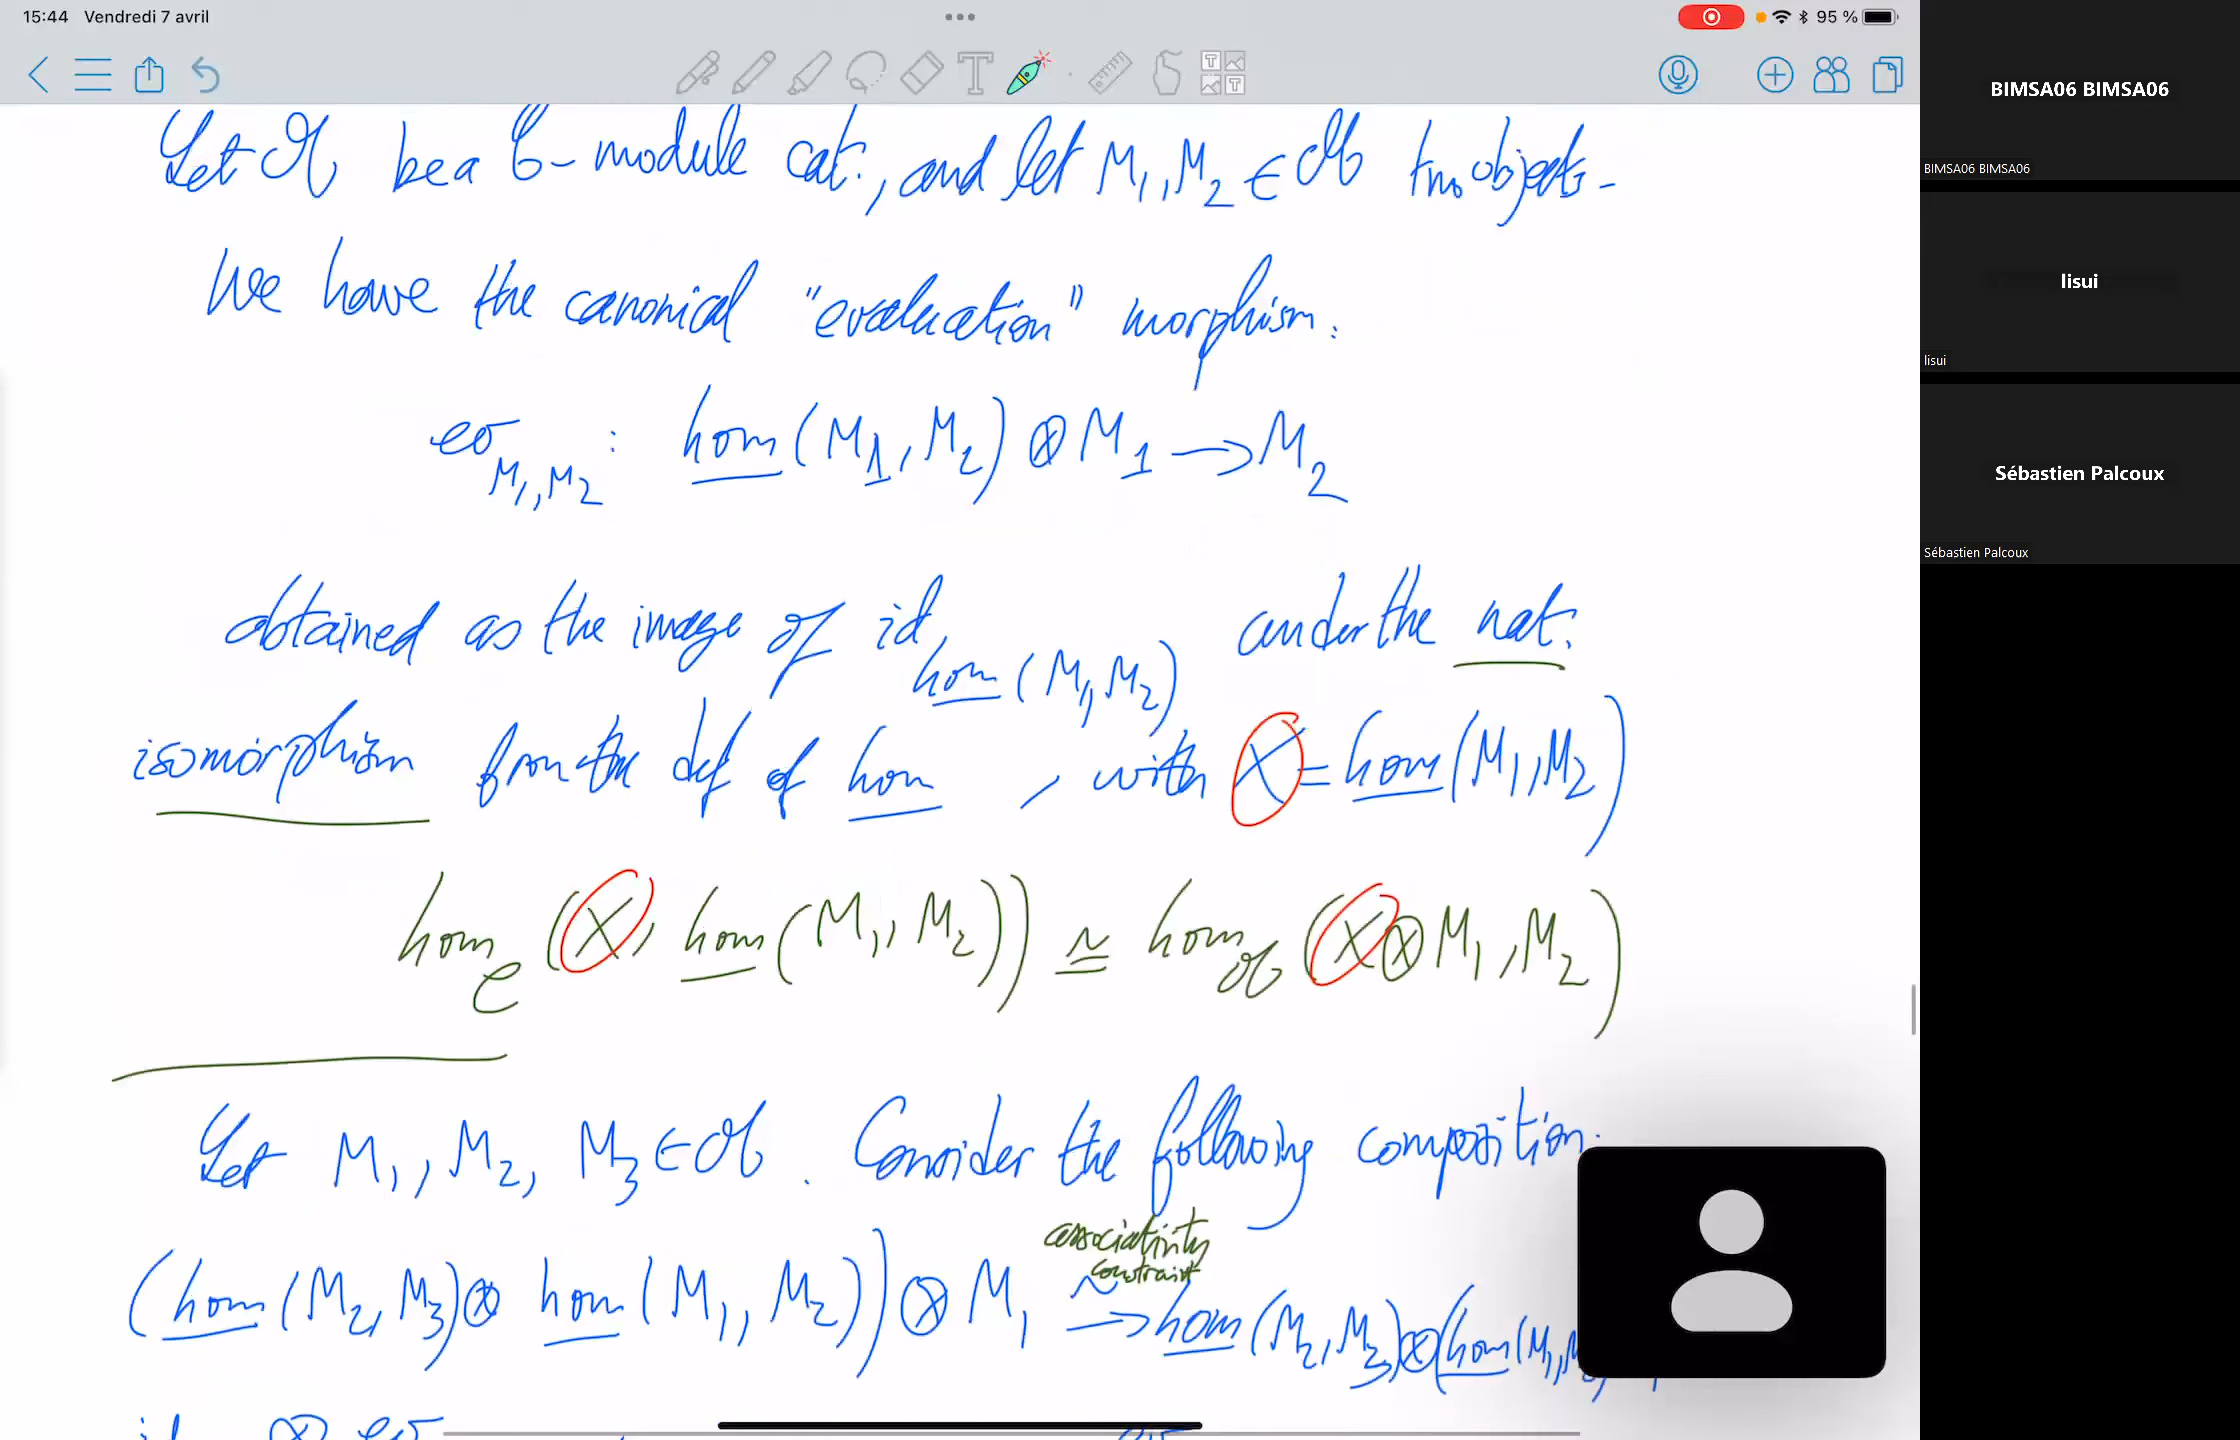 15:44 Vendredi 7 avril
95 %
Let ℳ be a 𝒞-module cat., and let M₁, M₂ ∈ ℳ two objects.
We have the canonical "evaluation" morphism:
ev_{M₁,M₂} : hom(M₁, M₂) ⊗ M₁ → M₂
obtained as the image of id_{hom(M₁,M₂)} under the nat.
isomorphism from the def of hom, with X = hom(M₁, M₂)
hom_𝒞(X, hom(M₁, M₂)) ≅ hom_ℳ(X ⊗ M₁, M₂)
Let M₁, M₂, M₃ ∈ ℳ. Consider the following composition:
associativity
constraint
(hom(M₂, M₃) ⊗ hom(M₁, M₂)) ⊗ M₁ ~→ hom(M₂, M₃) ⊗ (hom(M₁,
id ⊗ ev
BIMSA06 BIMSA06
BIMSA06 BIMSA06
lisui
lisui
Sébastien Palcoux
Sébastien Palcoux